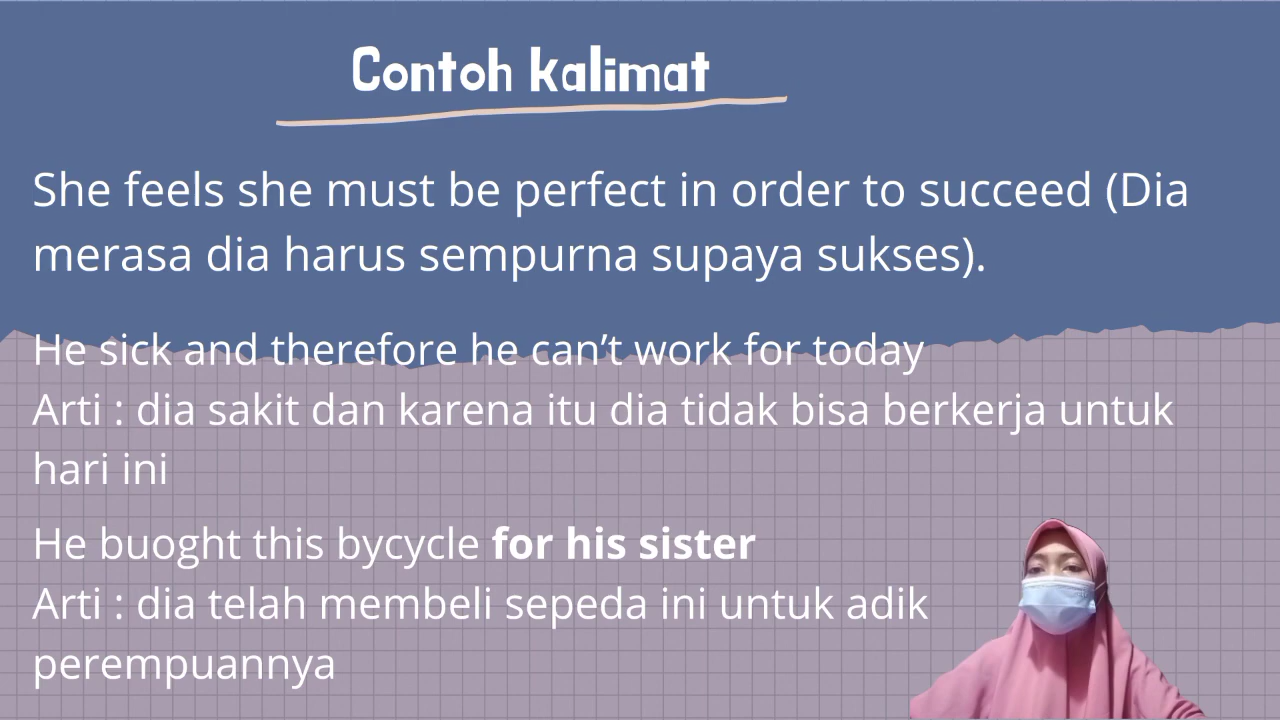 Contoh kalimat
She feels she must be perfect in order to succeed (Dia
merasa dia harus sempurna supaya sukses).
He sick and therefore he can’t work for today
Arti : dia sakit dan karena itu dia tidak bisa berkerja untuk
hari ini
He buoght this bycycle for his sister
Arti : dia telah membeli sepeda ini untuk adik
perempuannya